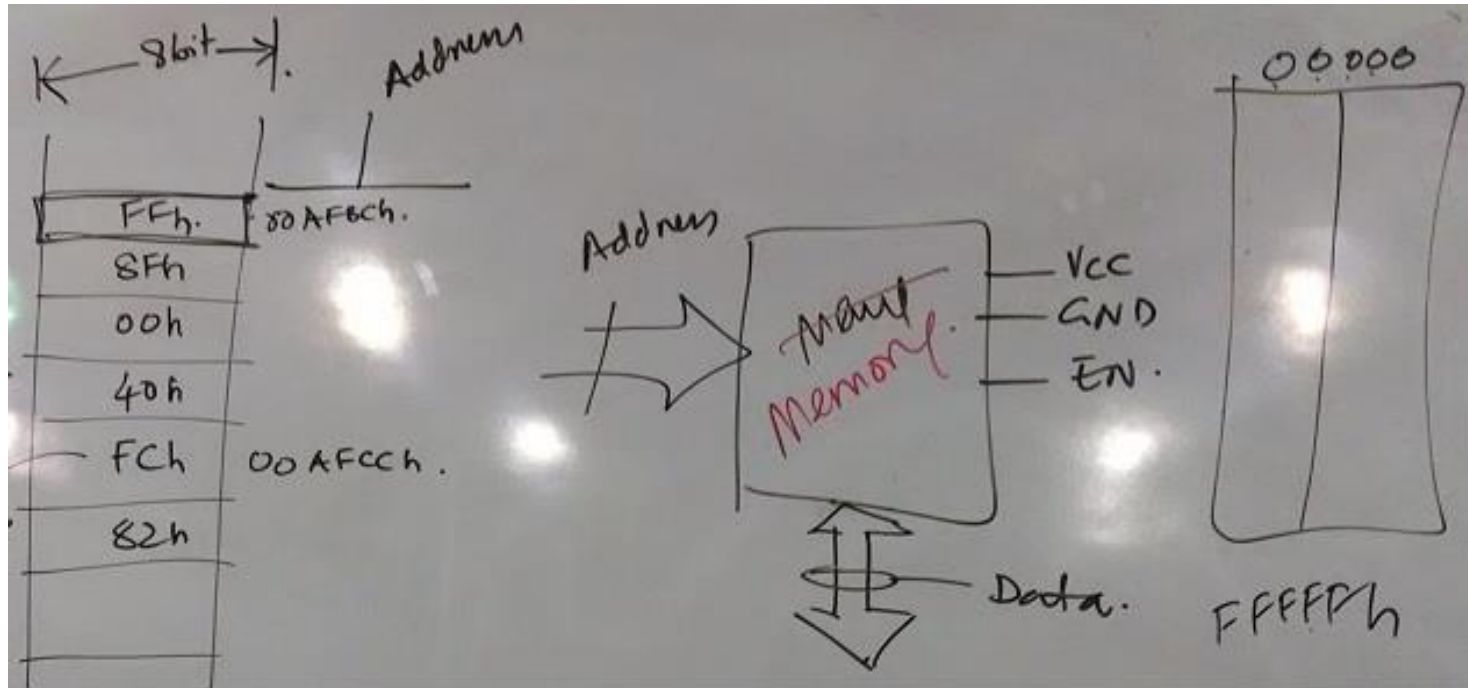 8bit
Address
FFh. 00AFBCh.
8Fh
00h
40h
FCh 00AFCCh.
82h
Address
Memory.
VCC
GND
EN.
Data.
00000
FFFFFh